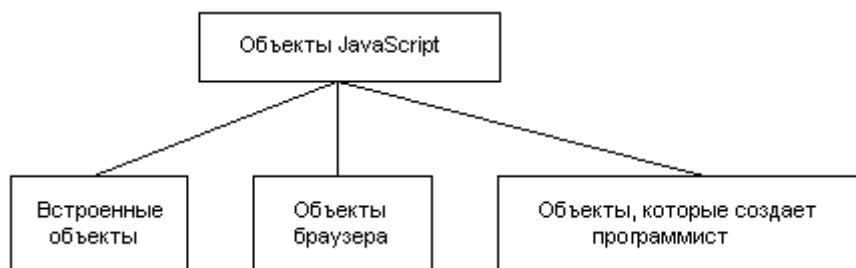 Объекты JavaScript
Встроенные
объекты
Объекты
браузера
Объекты, которые создает
программист